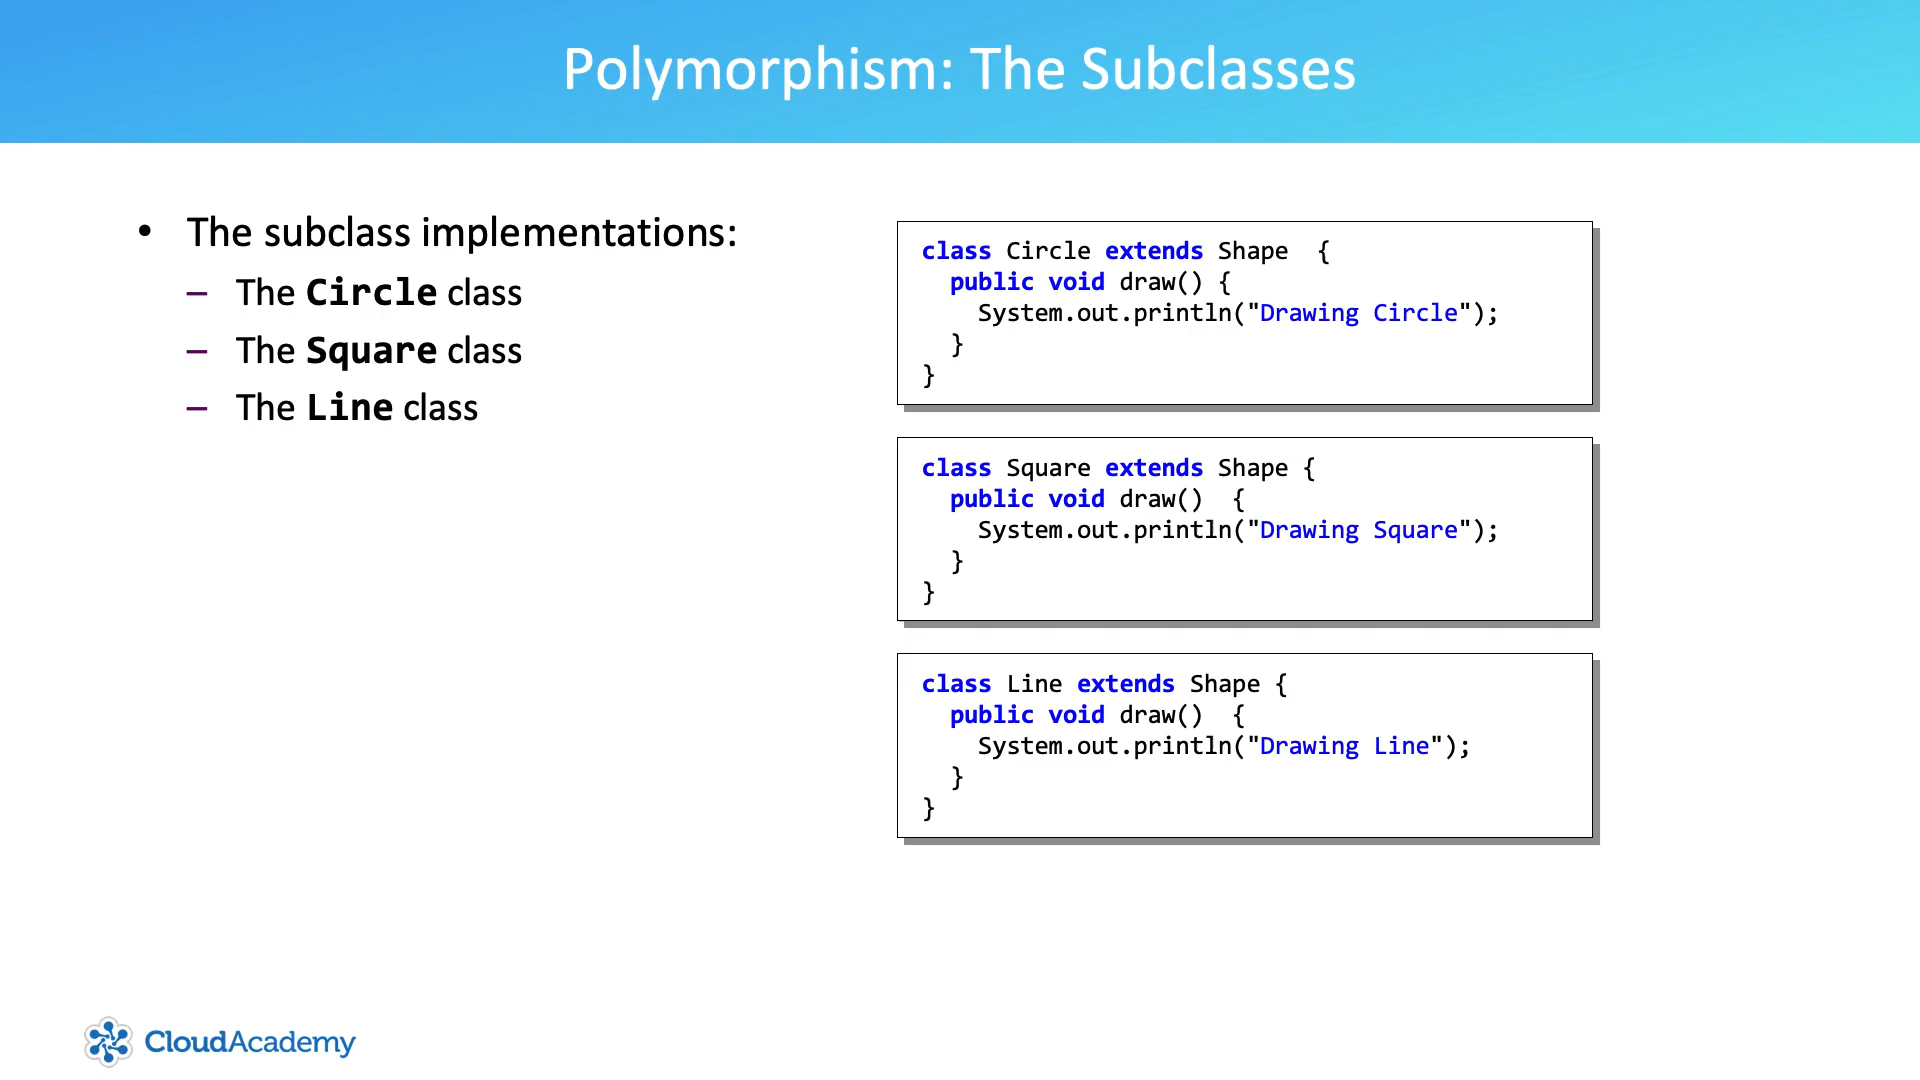 Polymorphism: The Subclasses
• The subclass implementations:
– The Circle class
– The Square class
– The Line class
class Circle extends Shape  {
  public void draw() {
    System.out.println("Drawing Circle");
  }
}
class Square extends Shape {
  public void draw()  {
    System.out.println("Drawing Square");
  }
}
class Line extends Shape {
  public void draw()  {
    System.out.println("Drawing Line");
  }
}
CloudAcademy